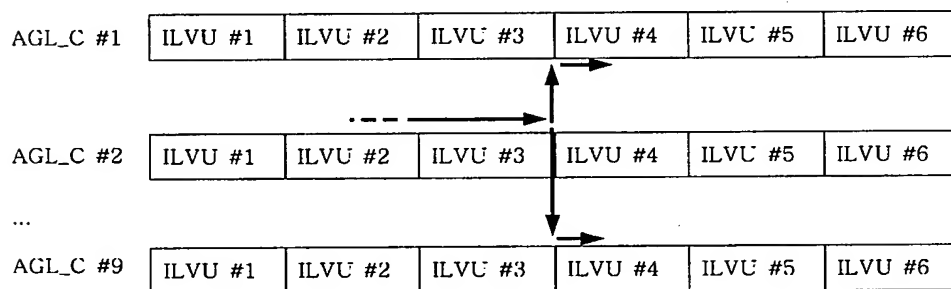 AGL_C #1 ILVU #1 ILVU #2 ILVU #3 ILVU #4 ILVU #5 ILVU #6
AGL_C #2 ILVU #1 ILVU #2 ILVU #3 ILVU #4 ILVU #5 ILVU #6
...
AGL_C #9 ILVU #1 ILVU #2 ILVU #3 ILVU #4 ILVU #5 ILVU #6